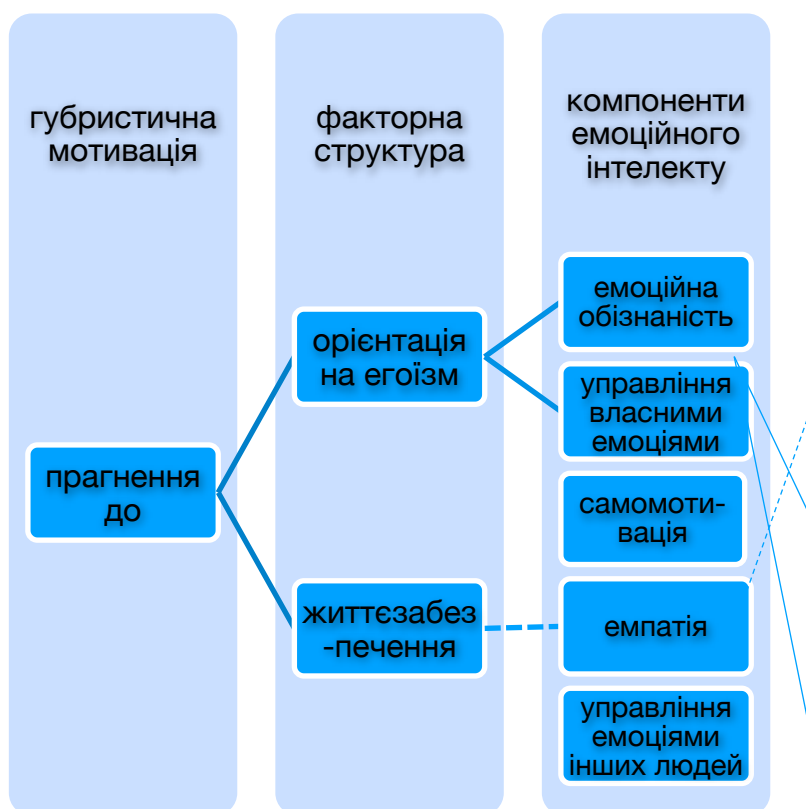 губристична
мотивація
факторна
структура
компоненти
емоційного
інтелекту
прагнення
до
орієнтація
на егоїзм
життєзабез
-печення
емоційна
обізнаність
управління
власними
емоціями
самомоти-
вація
емпатія
управління
емоціями
інших людей